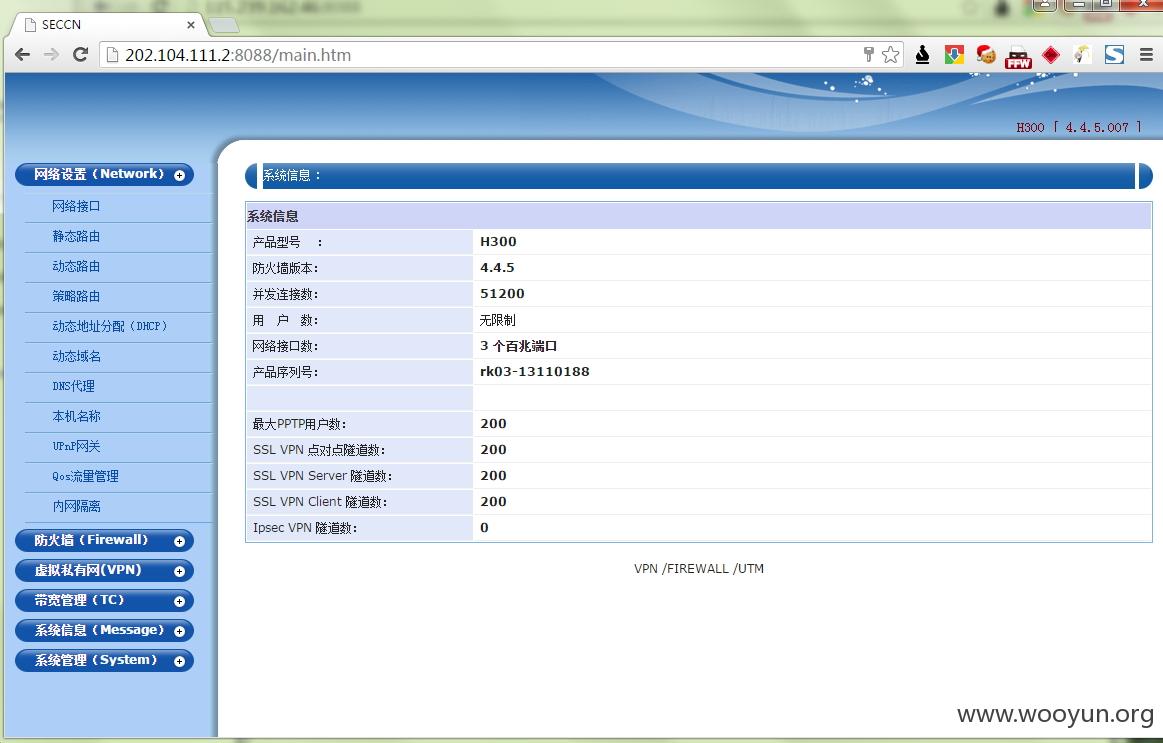 SECCN
202.104.111.2:8088/main.htm
FFW
H300 [ 4.4.5.007 ]
网络设置(Network)
网络接口
静态路由
动态路由
策略路由
动态地址分配(DHCP)
动态域名
DNS代理
本机名称
UPnP网关
Qos流量管理
内网隔离
防火墙(Firewall)
虚拟私有网(VPN)
带宽管理(TC)
系统信息(Message)
系统管理(System)
系统信息:
系统信息
产品型号 : H300
防火墙版本: 4.4.5
并发连接数: 51200
用 户 数: 无限制
网络接口数: 3 个百兆端口
产品序列号: rk03-13110188
最大PPTP用户数: 200
SSL VPN 点对点隧道数: 200
SSL VPN Server 隧道数: 200
SSL VPN Client 隧道数: 200
Ipsec VPN 隧道数: 0
VPN /FIREWALL /UTM
www.wooyun.org